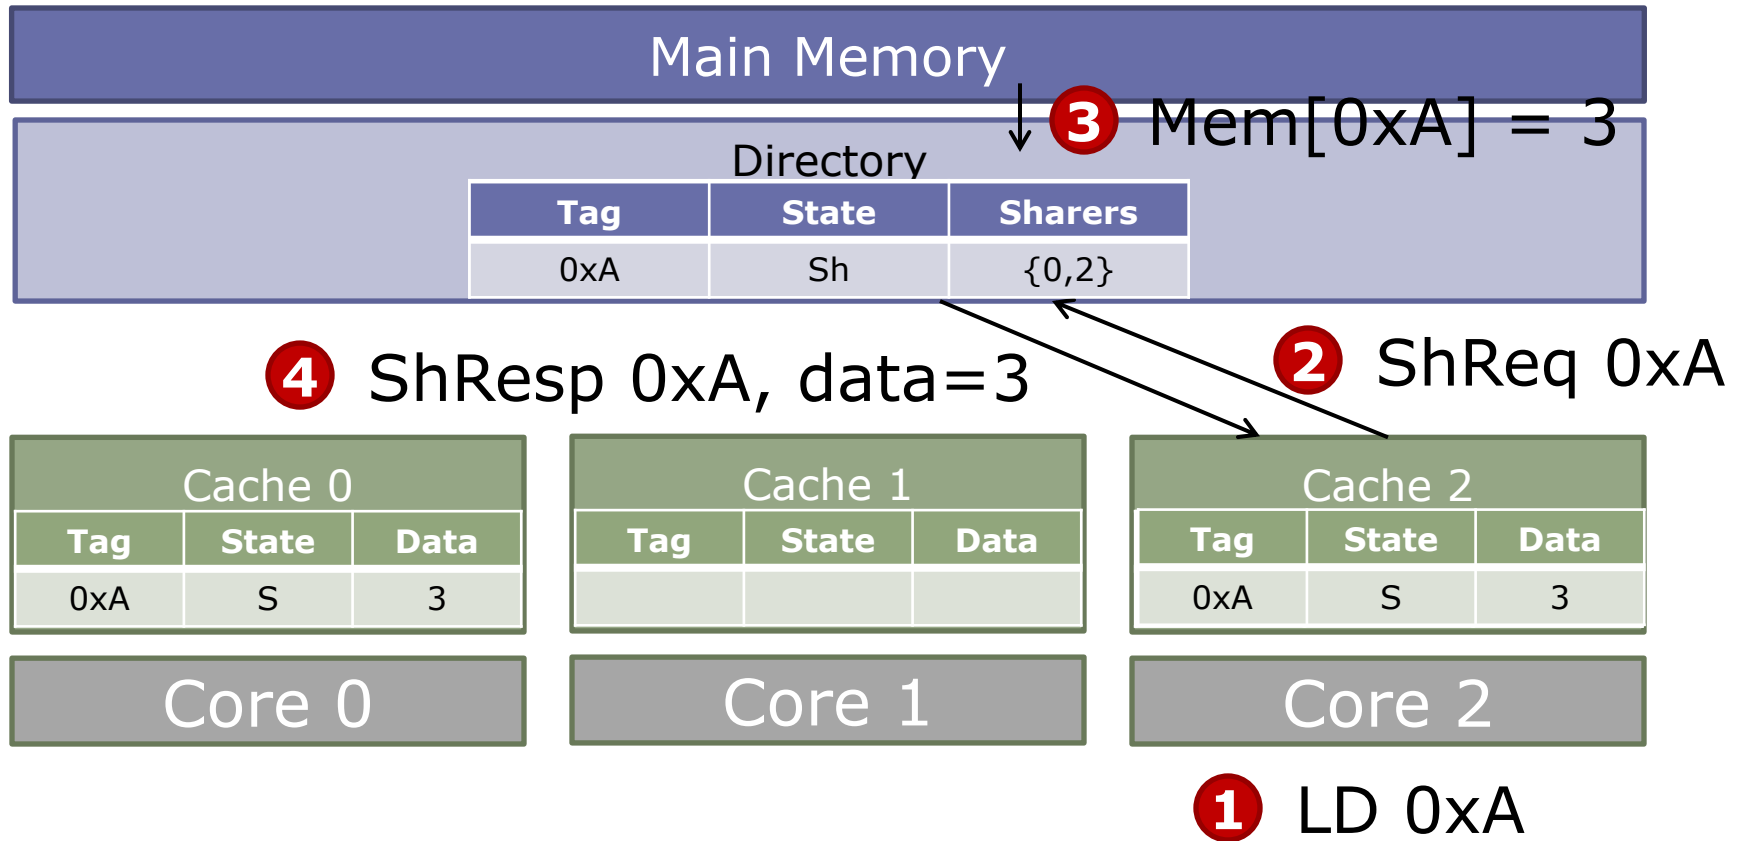 Main Memory
3 Mem[0xA] = 3
Directory
Tag State Sharers
0xA Sh {0,2}
2 ShReq 0xA
4 ShResp 0xA, data=3
Cache 0
Tag State Data
0xA S 3
Core 0
Cache 1
Tag State Data
Core 1
Cache 2
Tag State Data
0xA S 3
Core 2
1 LD 0xA